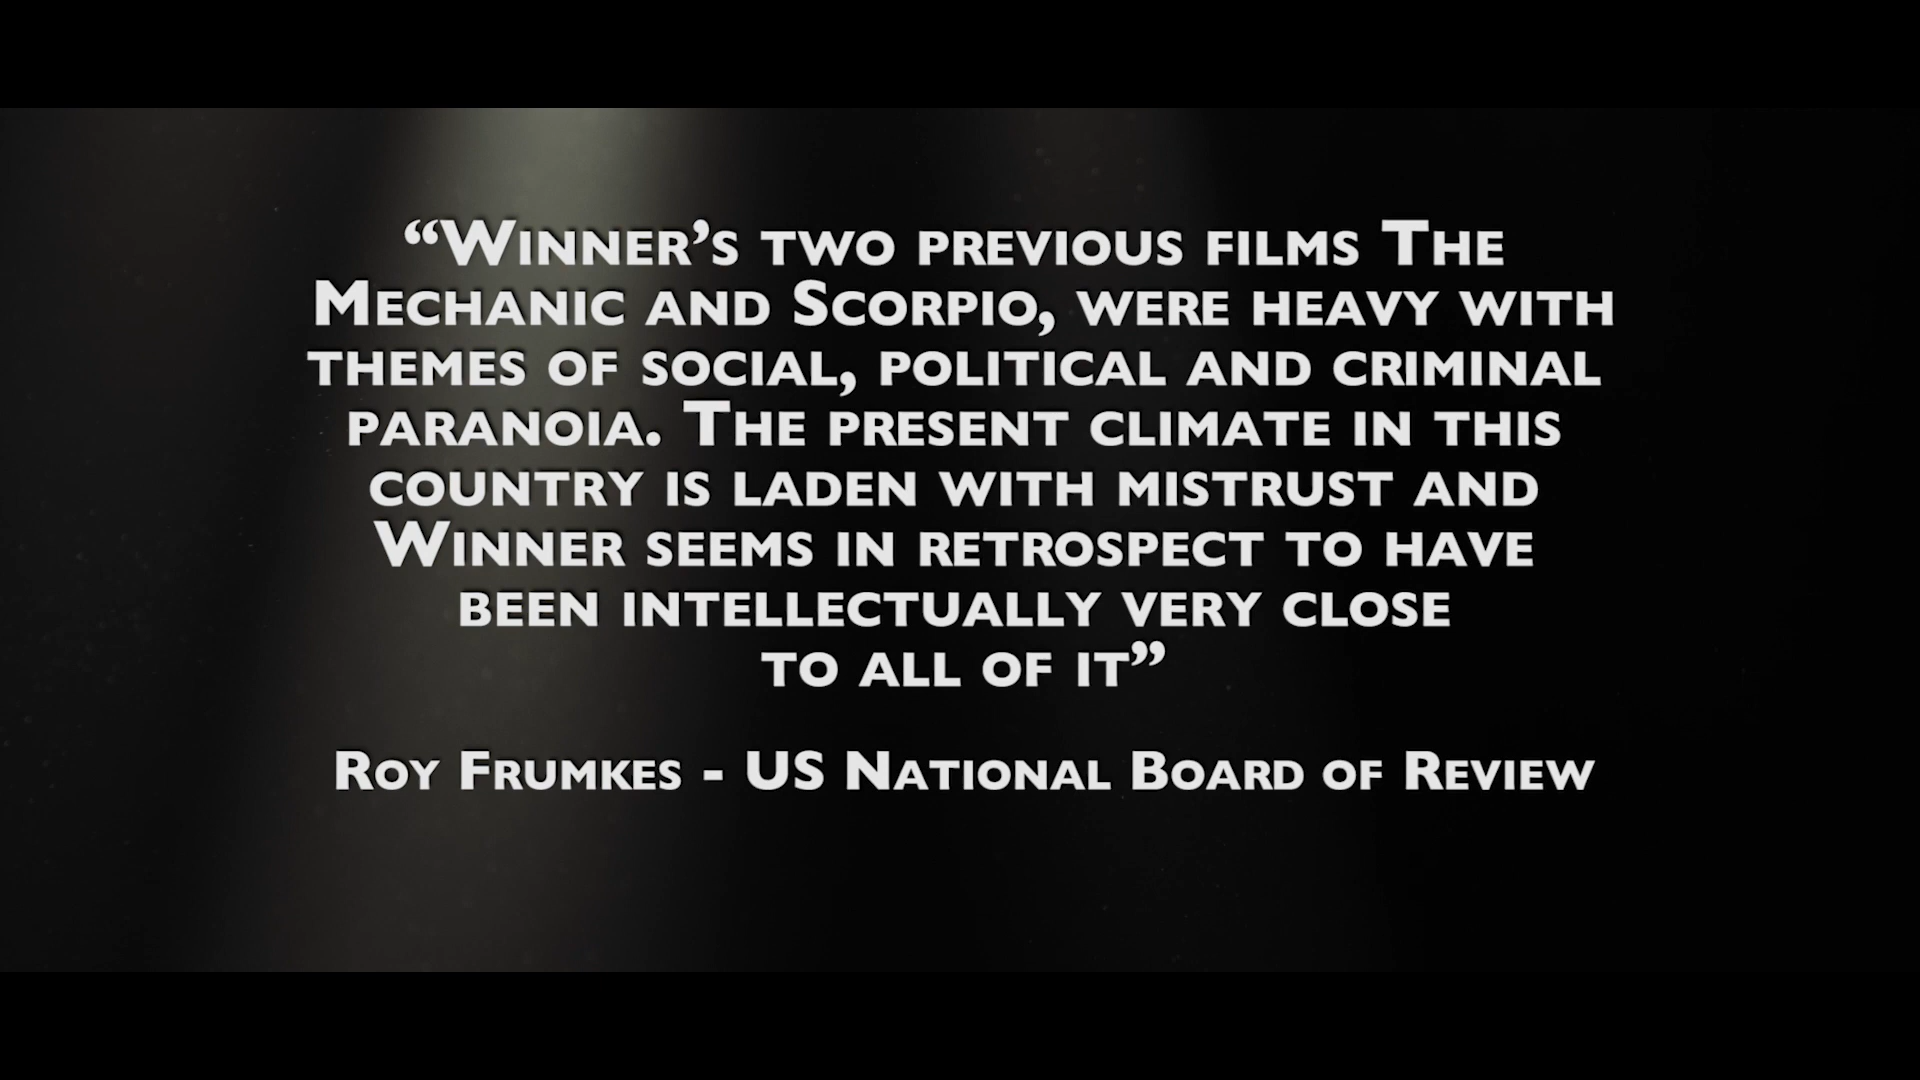 “Winner’s two previous films The
Mechanic and Scorpio, were heavy with
themes of social, political and criminal
paranoia. The present climate in this
country is laden with mistrust and
Winner seems in retrospect to have
been intellectually very close
to all of it”
Roy Frumkes - US National Board of Review